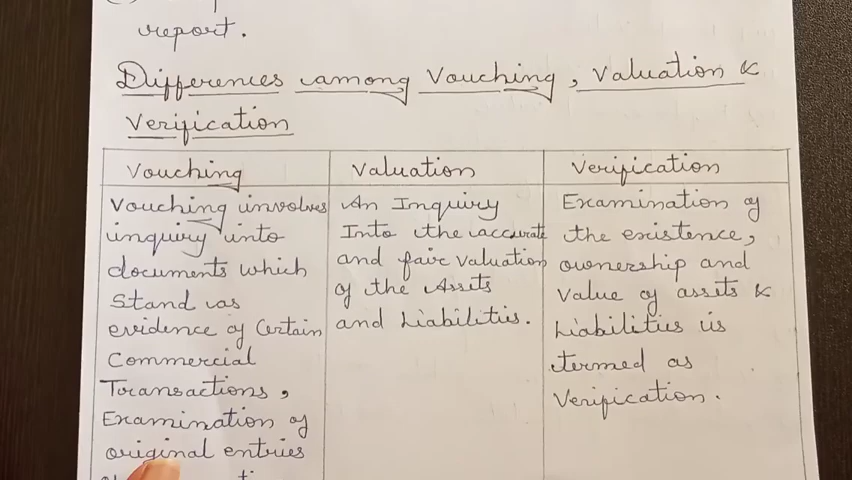 report.
Differences among Vouching, Valuation &
Verification
Vouching
Vouching involves
inquiry into
documents which
Stand as
evidence of Certain
Commercial
Transactions,
Examination of
original entries
Valuation
An Inquiry
Into the accurate
and fair valuation
of the Assets
and Liabilities.
Verification
Examination of
the existence,
ownership and
Value of assets &
Liabilities is
termed as
Verification.